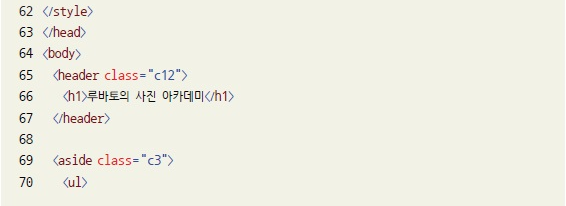 62 </style>
63 </head>
64 <body>
65 <header class="c12">
66 <h1>루바토의 사진 아카데미</h1>
67 </header>
68
69 <aside class="c3">
70 <ul>